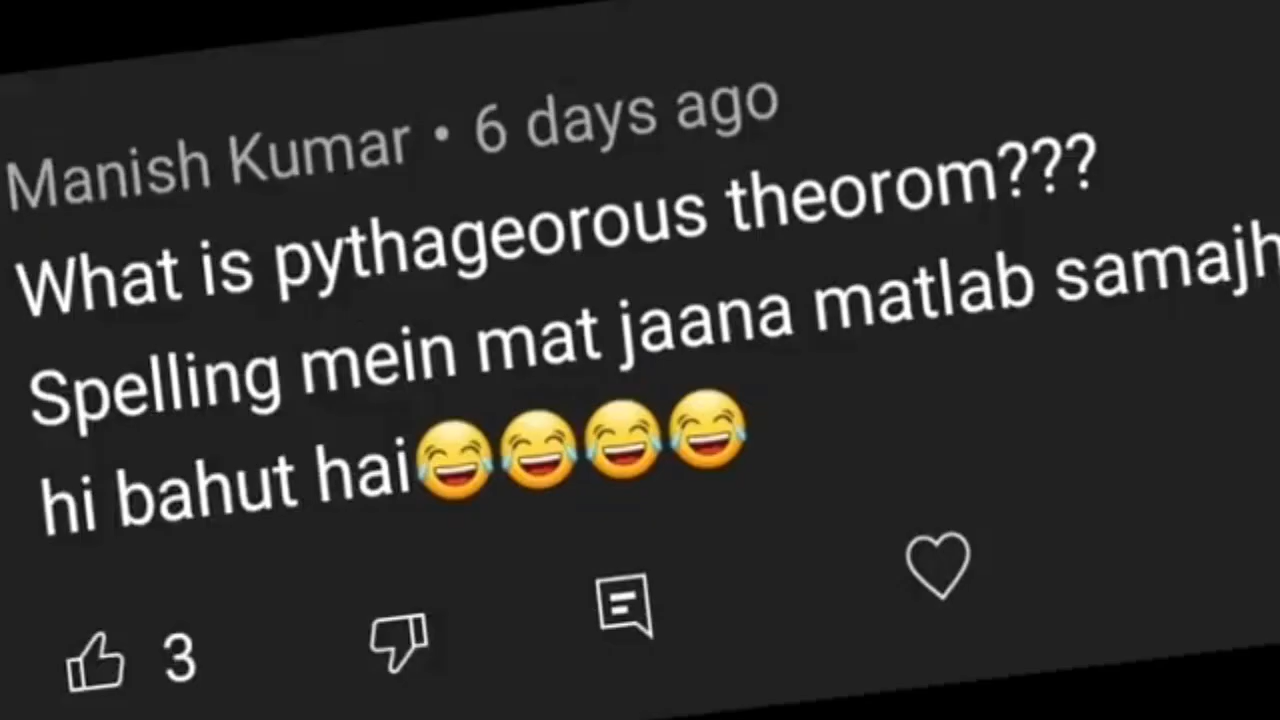 Manish Kumar • 6 days ago
What is pythageorous theorom???
Spelling mein mat jaana matlab samajh
hi bahut hai😂😂😂😂
3